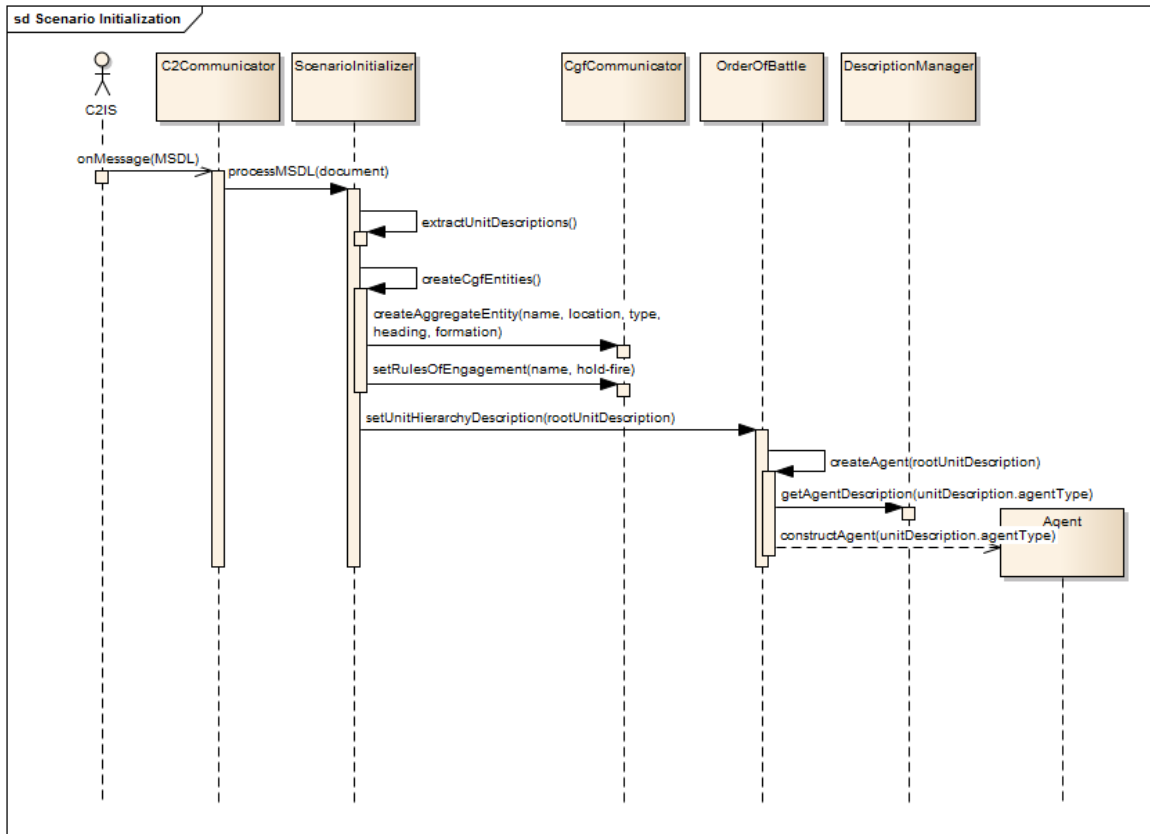 sd Scenario Initialization
C2IS
C2Communicator
ScenarioInitializer
CgfCommunicator
OrderOfBattle
DescriptionManager
onMessage(MSDL)
processMSDL(document)
extractUnitDescriptions()
createCgfEntities()
createAggregateEntity(name, location, type,
heading, formation)
setRulesOfEngagement(name, hold-fire)
setUnitHierarchyDescription(rootUnitDescription)
createAgent(rootUnitDescription)
getAgentDescription(unitDescription.agentType)
Agent
constructAgent(unitDescription.agentType)